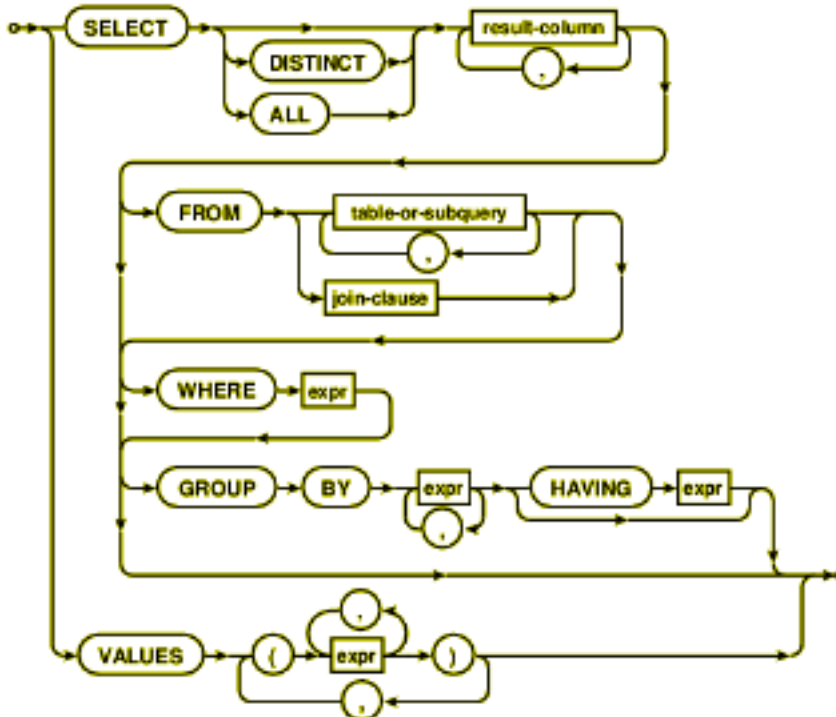 SELECT result-column
DISTINCT ,
ALL
FROM table-or-subquery
,
join-clause
WHERE expr
GROUP BY expr HAVING expr
,
,
VALUES ( expr )
,